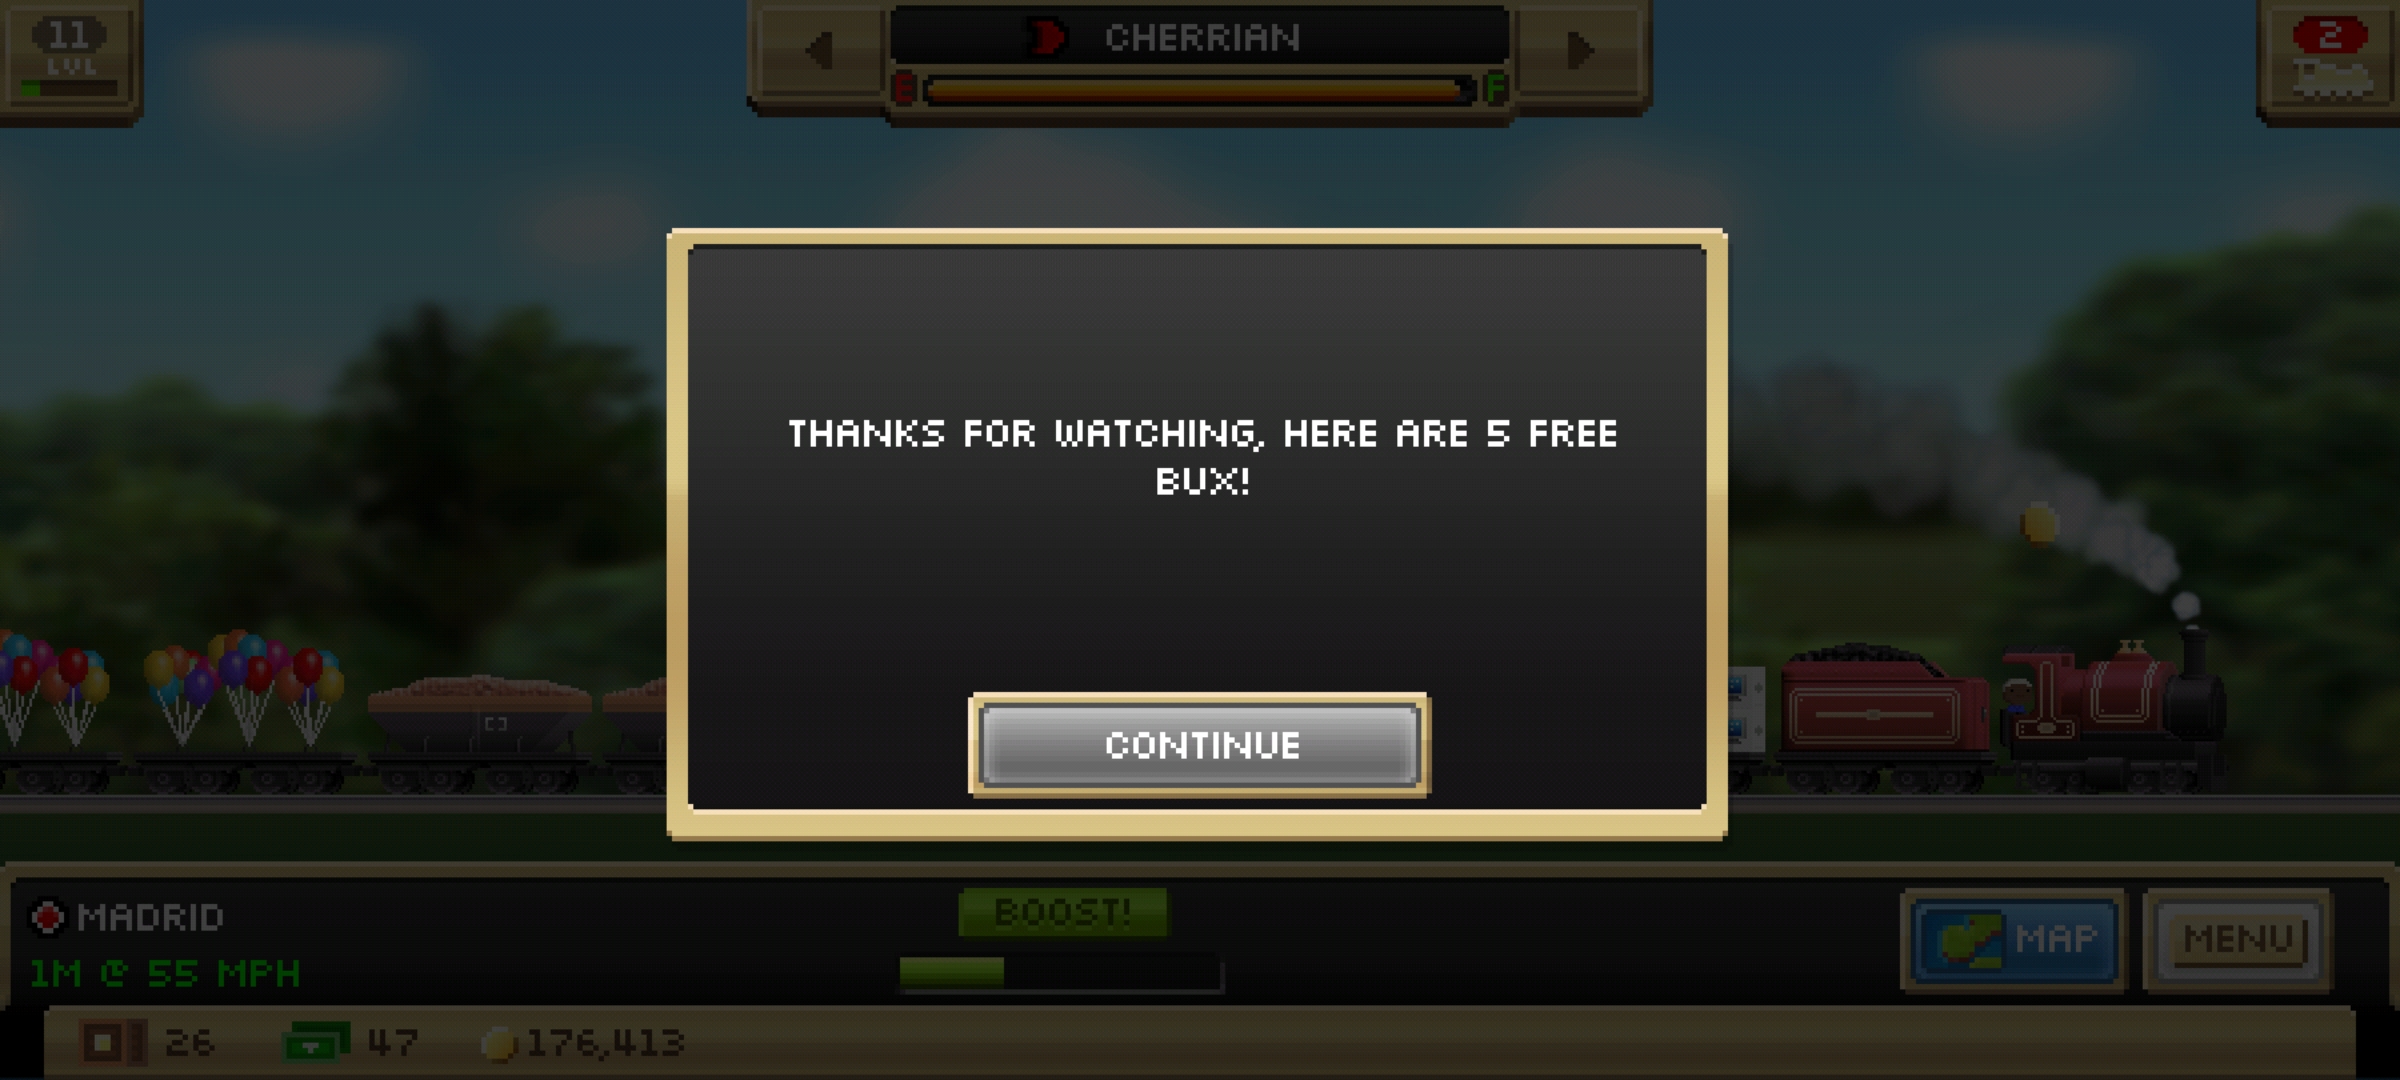 11
LVL
CHERRIAN
E F
2
THANKS FOR WATCHING, HERE ARE 5 FREE
BUX!
CONTINUE
MADRID
1M @ 55 MPH
BOOST!
MAP
MENU
26
47
176,413